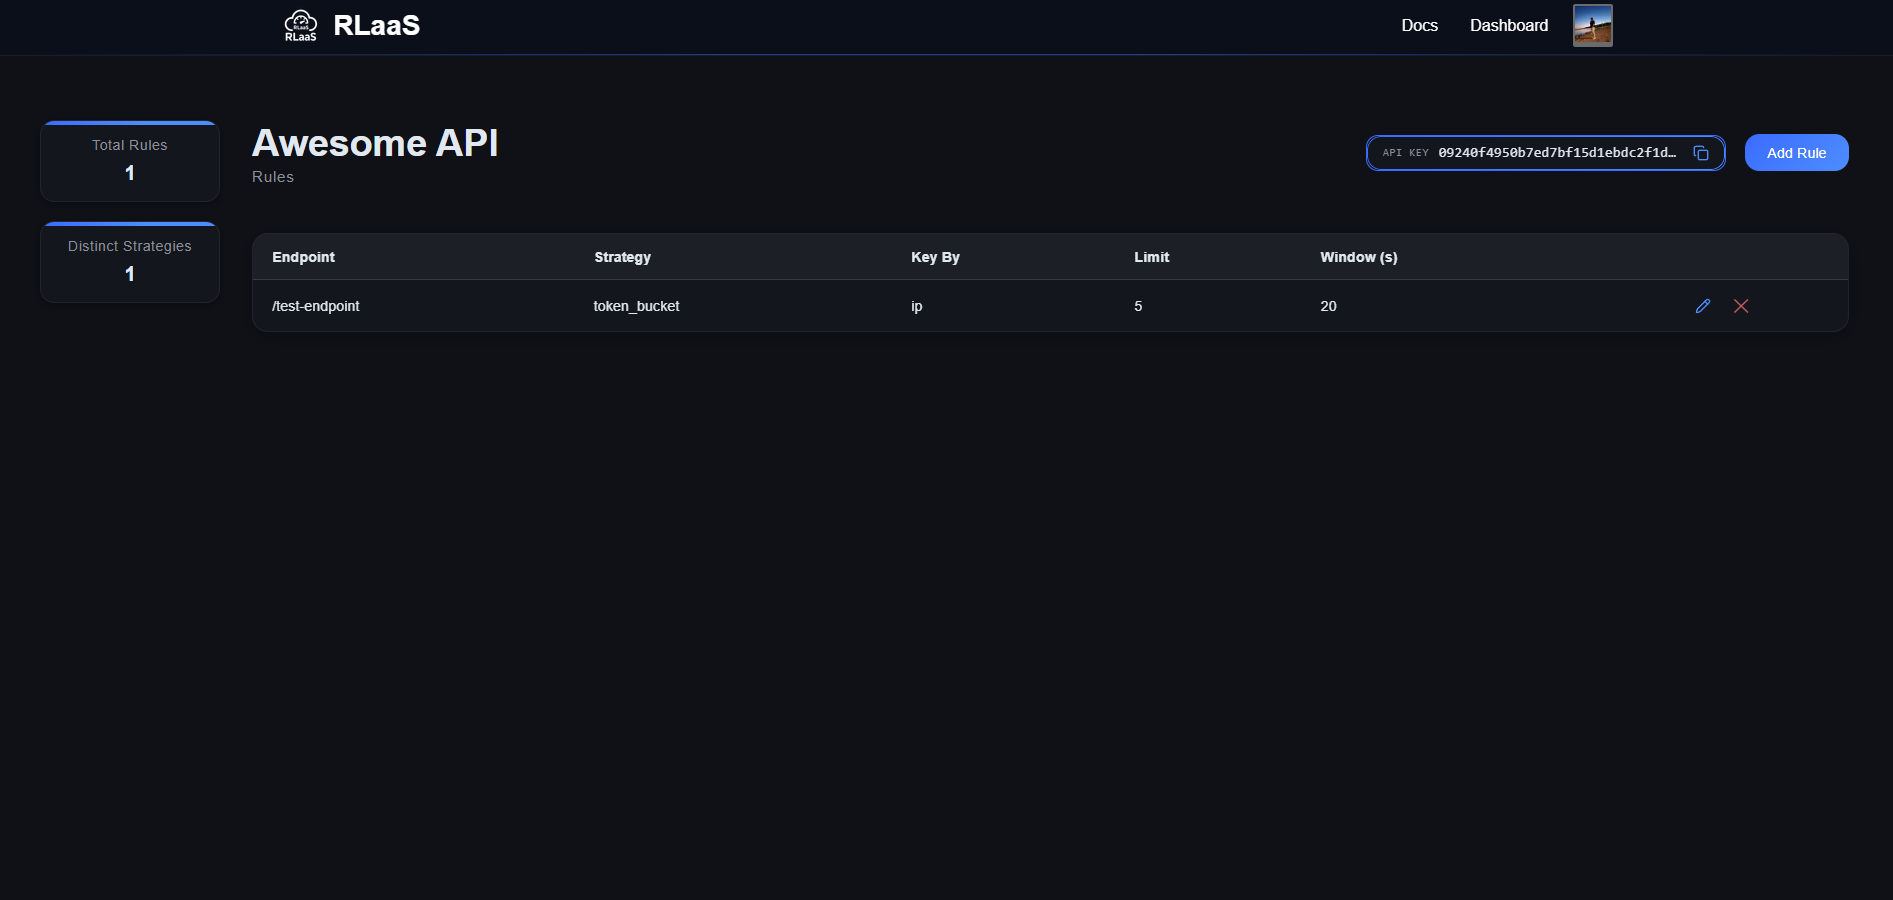 RLaaS
RLaaS
RLaaS
Docs
Dashboard
Total Rules
1
Distinct Strategies
1
Awesome API
Rules
API KEY 09240f4950b7ed7bf15d1ebdc2f1d…
Add Rule
Endpoint Strategy Key By Limit Window (s)
/test-endpoint token_bucket ip 5 20